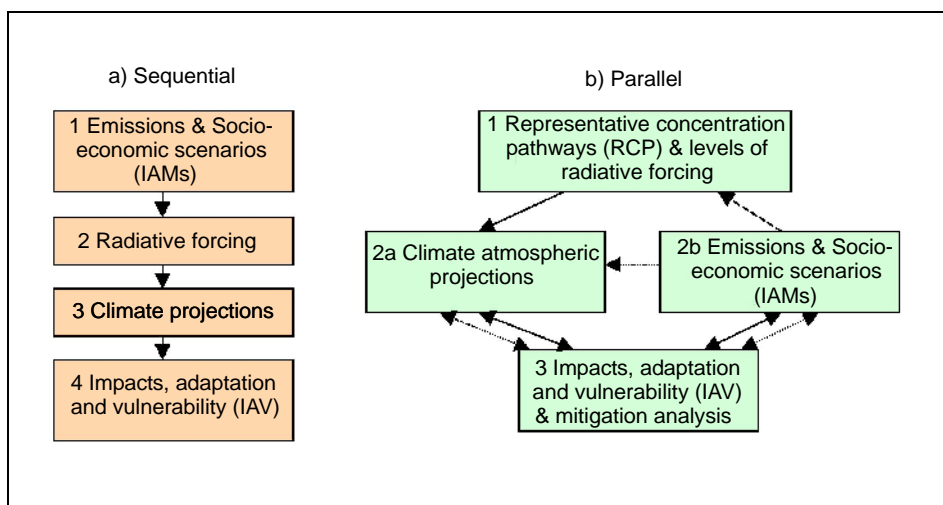 a) Sequential
1 Emissions & Socio-
economic scenarios
(IAMs)
2 Radiative forcing
3 Climate projections
4 Impacts, adaptation
and vulnerability (IAV)
b) Parallel
1 Representative concentration
pathways (RCP) & levels of
radiative forcing
2a Climate atmospheric
projections
2b Emissions & Socio-
economic scenarios
(IAMs)
3 Impacts, adaptation
and vulnerability (IAV)
& mitigation analysis